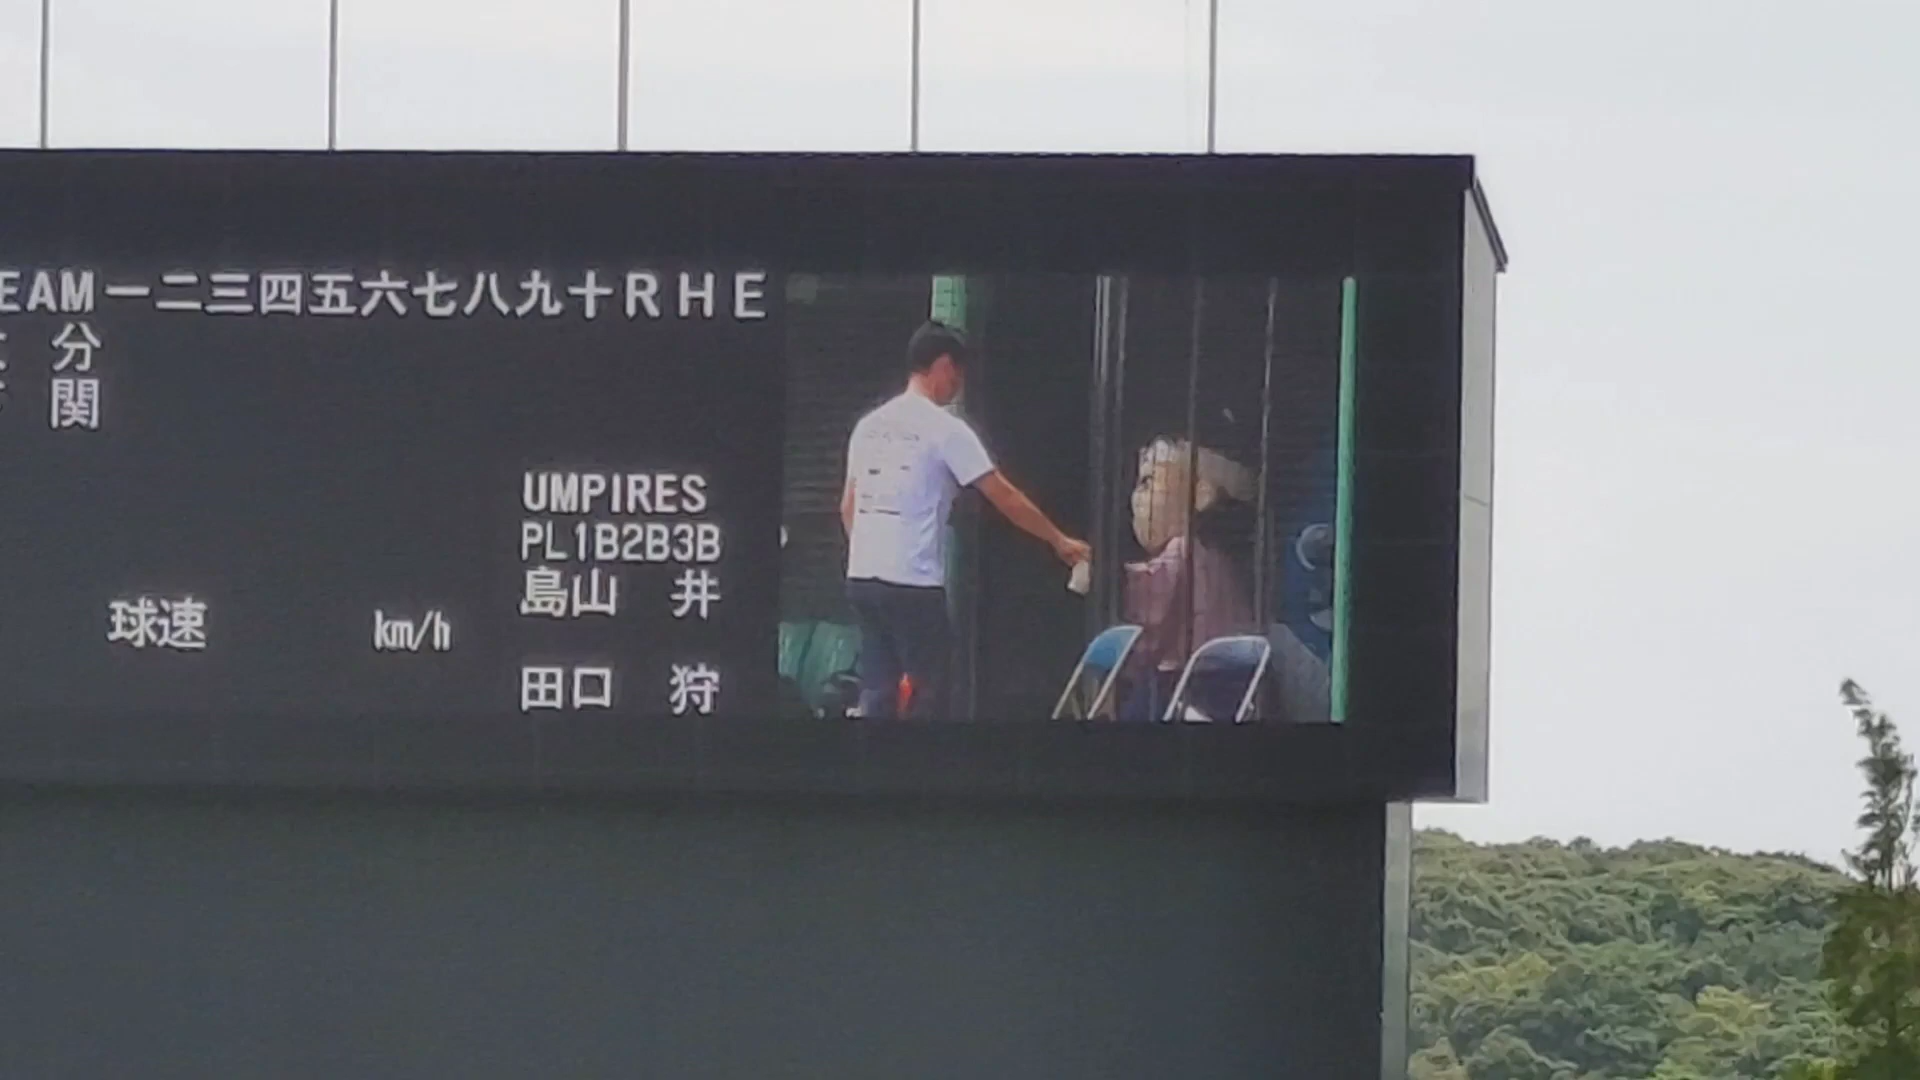 EAM一二三四五六七八九十RHE
分
関
UMPIRES
PL1B2B3B
島山 井
球速 km/h
田口 狩